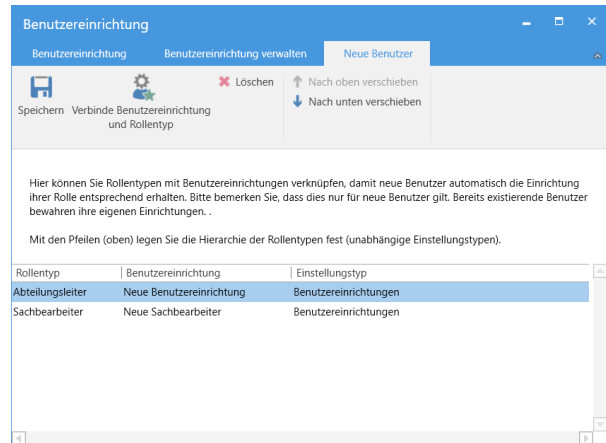 Benutzereinrichtung
Benutzereinrichtung Benutzereinrichtung verwalten Neue Benutzer
Speichern Verbinde Benutzereinrichtung und Rollentyp Löschen Nach oben verschieben
Nach unten verschieben
Hier können Sie Rollentypen mit Benutzereinrichtungen verknüpfen, damit neue Benutzer automatisch die Einrichtung
ihrer Rolle entsprechend erhalten. Bitte bemerken Sie, dass dies nur für neue Benutzer gilt. Bereits existierende Benutzer
bewahren ihre eigenen Einrichtungen. .
Mit den Pfeilen (oben) legen Sie die Hierarchie der Rollentypen fest (unabhängige Einstellungstypen).
Rollentyp Benutzereinrichtung Einstellungstyp
Abteilungsleiter Neue Benutzereinrichtung Benutzereinrichtungen
Sachbearbeiter Neue Sachbearbeiter Benutzereinrichtungen